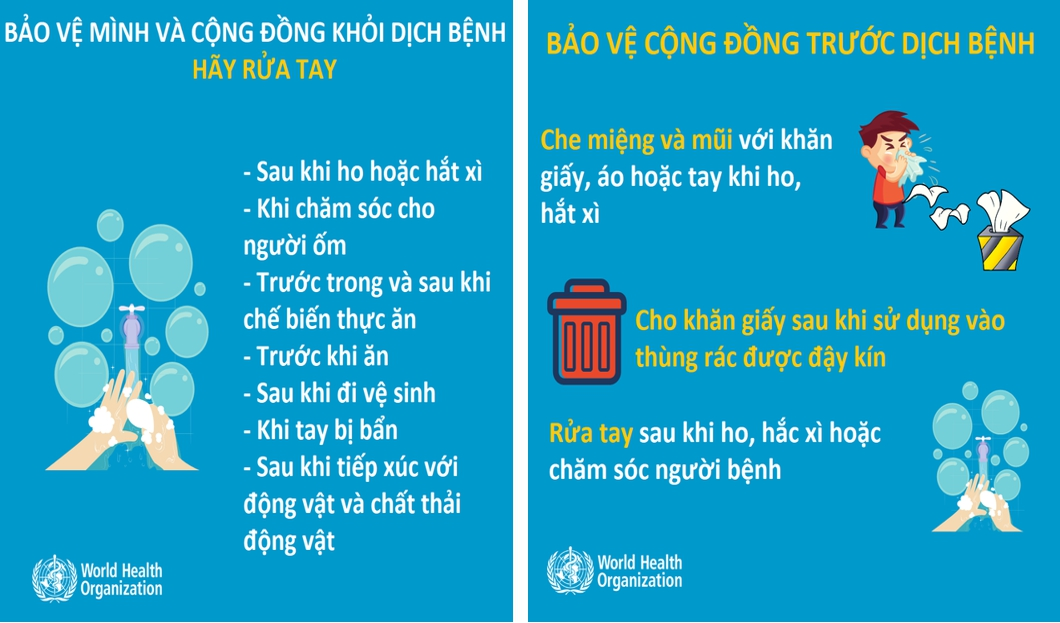 BẢO VỆ MÌNH VÀ CỘNG ĐỒNG KHỎI DỊCH BỆNH
HÃY RỬA TAY
- Sau khi ho hoặc hắt xì
- Khi chăm sóc cho
người ốm
- Trước trong và sau khi
chế biến thực ăn
- Trước khi ăn
- Sau khi đi vệ sinh
- Khi tay bị bẩn
- Sau khi tiếp xúc với
động vật và chất thải
động vật
World Health
Organization
BẢO VỆ CỘNG ĐỒNG TRƯỚC DỊCH BỆNH
Che miệng và mũi với khăn
giấy, áo hoặc tay khi ho,
hắt xì
Cho khăn giấy sau khi sử dụng vào
thùng rác được đậy kín
Rửa tay sau khi ho, hắc xì hoặc
chăm sóc người bệnh
World Health
Organization